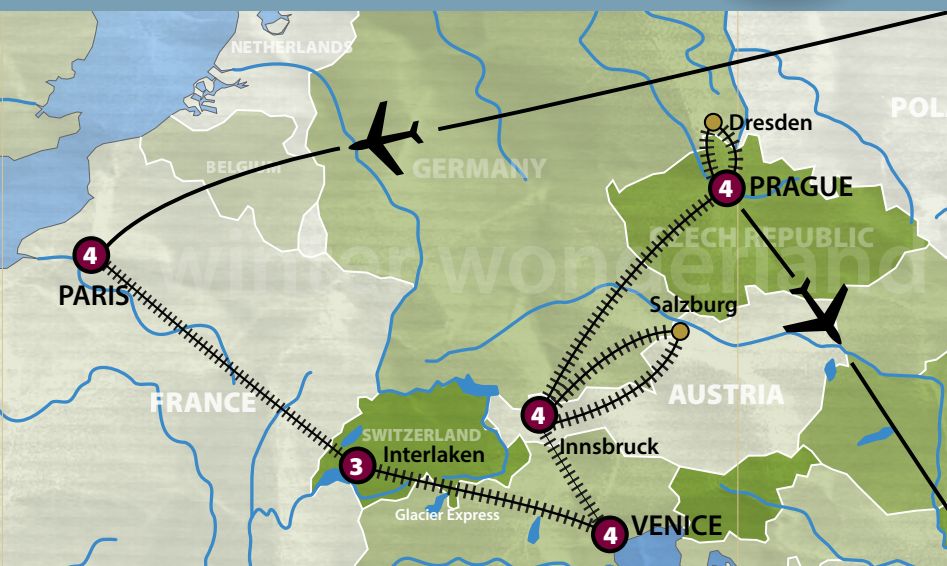 NETHERLANDS
POL
Dresden
BELGIUM
GERMANY
4
PRAGUE
CZECH REPUBLIC
4
winter wonderland
PARIS
Salzburg
FRANCE
AUSTRIA
4
SWITZERLAND
Innsbruck
Interlaken
3
Glacier Express
4
VENICE